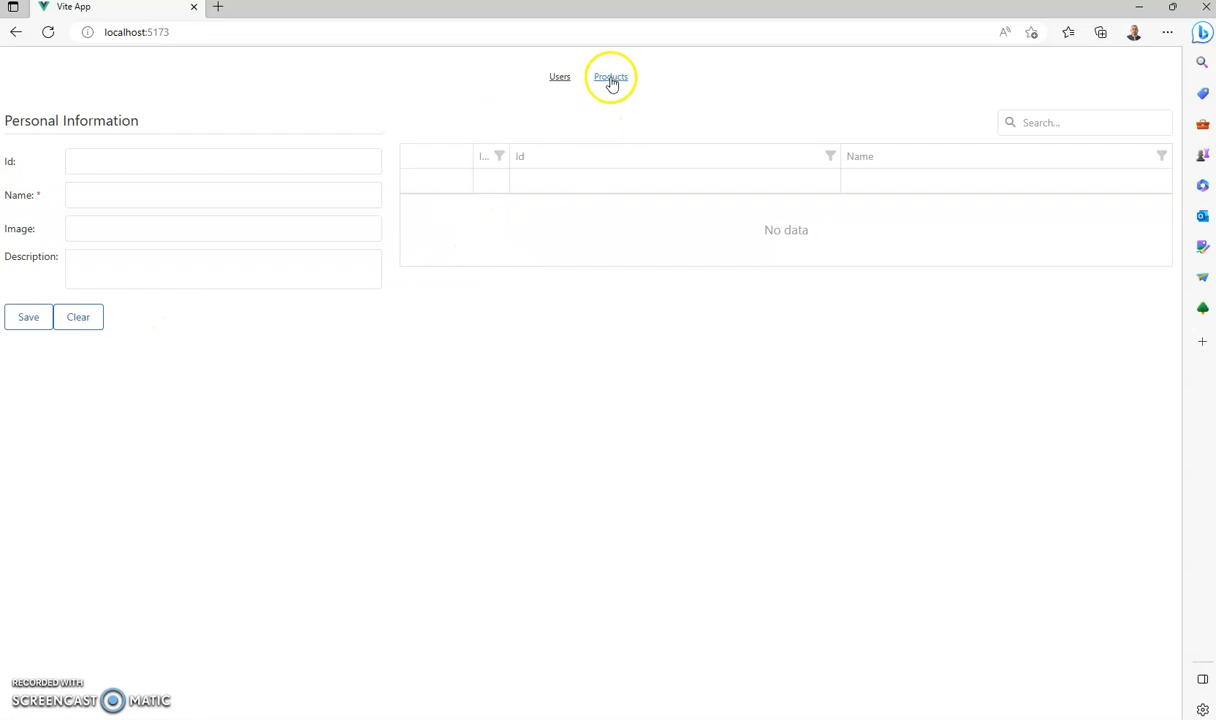 Vite App
localhost:5173
Users Products
Personal Information
Search...
Id:
Name: *
Image:
Description:
Save Clear
I... Id Name
No data
RECORDED WITH
SCREENCAST MATIC